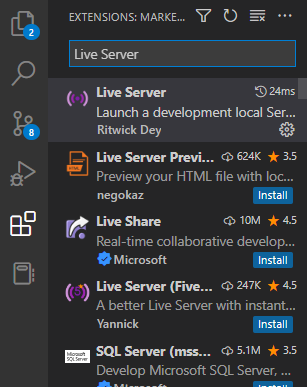 EXTENSIONS: MARKE...
2
Live Server
8
Live Server 24ms
Launch a development local Ser...
Ritwick Dey
Live Server Previ... 624K 3.5
Preview your HTML file with loc...
negokaz Install
Live Share 10M 4.5
Real-time collaborative develop...
Microsoft Install
Live Server (Five... 247K 4.5
A better Live Server with instant...
Yannick Install
Microsoft
SQL Server
SQL Server (mss... 5.1M 3.5
Develop Microsoft SQL Server, ...
Microsoft Install